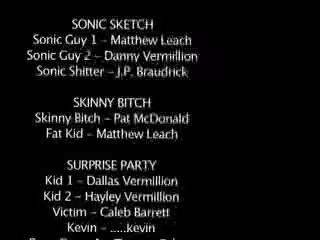 SONIC SKETCH
Sonic Guy 1 – Matthew Leach
Sonic Guy 2 – Danny Vermillion
Sonic Shitter – J.P. Braudrick
SKINNY BITCH
Skinny Bitch – Pat McDonald
Fat Kid – Matthew Leach
SURPRISE PARTY
Kid 1 – Dallas Vermillion
Kid 2 – Hayley Vermillion
Victim – Caleb Barrett
Kevin – .....kevin